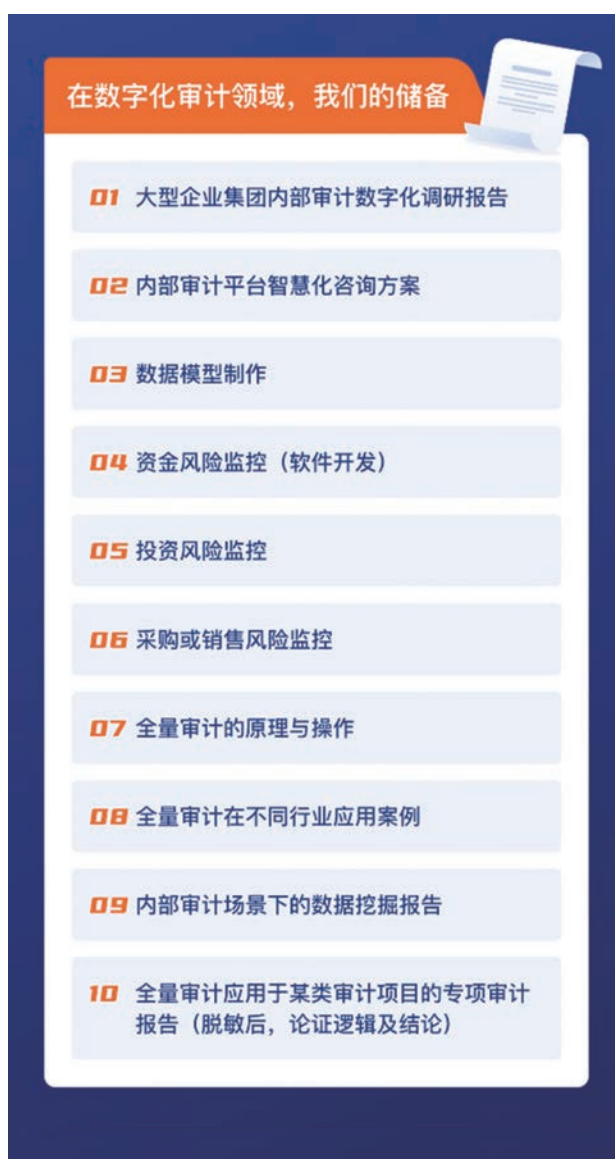 在数字化审计领域，我们的储备
01 大型企业集团内部审计数字化调研报告
02 内部审计平台智慧化咨询方案
03 数据模型制作
04 资金风险监控（软件开发）
05 投资风险监控
06 采购或销售风险监控
07 全量审计的原理与操作
08 全量审计在不同行业应用案例
09 内部审计场景下的数据挖掘报告
10 全量审计应用于某类审计项目的专项审计
报告（脱敏后，论证逻辑及结论）